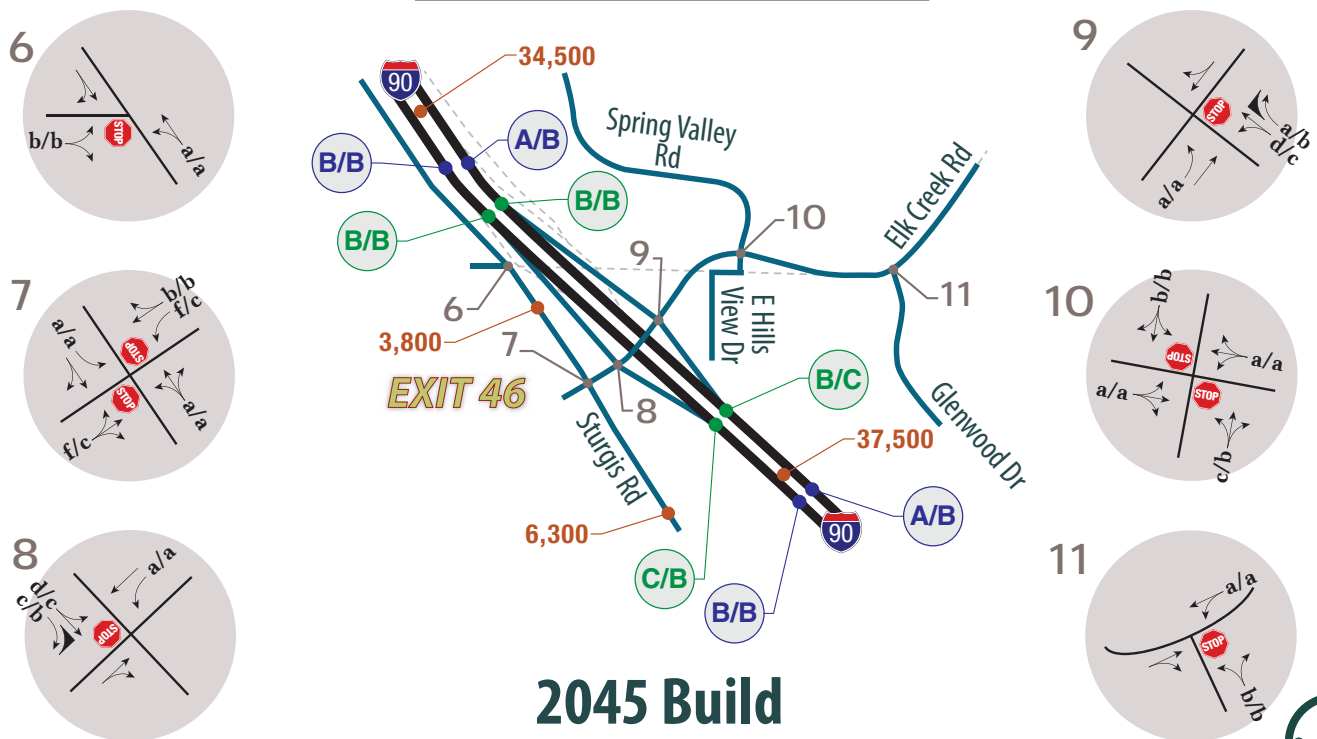 6
b/b
STOP
a/a
7
a/a
b/b
f/c
STOP
STOP
f/c
a/a
8
a/a
d/c
c/b
STOP
90
34,500
A/B
B/B
B/B
B/B
Spring Valley
Rd
10
9
Elk Creek Rd
11
6
3,800
7
E Hills
View Dr
EXIT 46
8
B/C
Glenwood Dr
37,500
Sturgis Rd
6,300
A/B
90
C/B
B/B
2045 Build
9
STOP
a/b
d/c
a/a
10
b/b
STOP
a/a
a/a
STOP
c/b
11
a/a
STOP
b/b